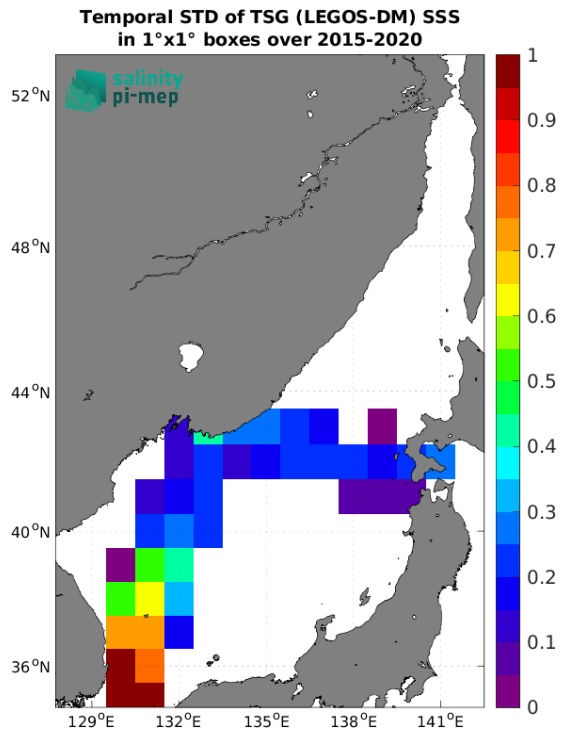 Temporal STD of TSG (LEGOS-DM) SSS
in 1°x1° boxes over 2015-2020
salinity
pi-mep
52°N
48°N
44°N
40°N
36°N
129°E
132°E
135°E
138°E
141°E
1
0.9
0.8
0.7
0.6
0.5
0.4
0.3
0.2
0.1
0